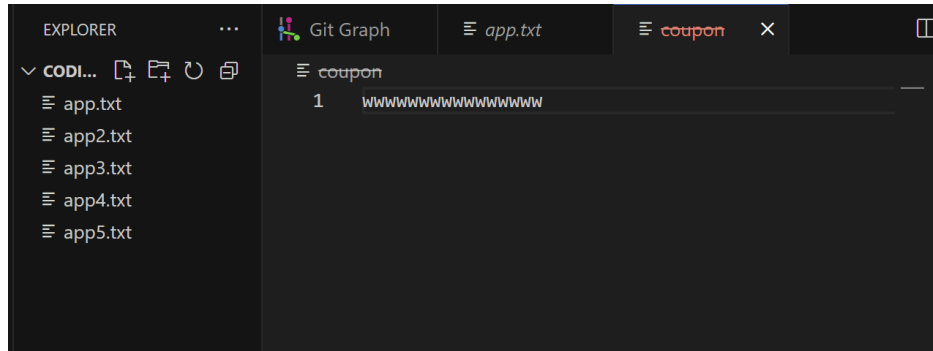 EXPLORER ...
Git Graph
app.txt
coupon
CODI...
coupon
app.txt
1 wwwwwwwwwwwwwwww
app2.txt
app3.txt
app4.txt
app5.txt